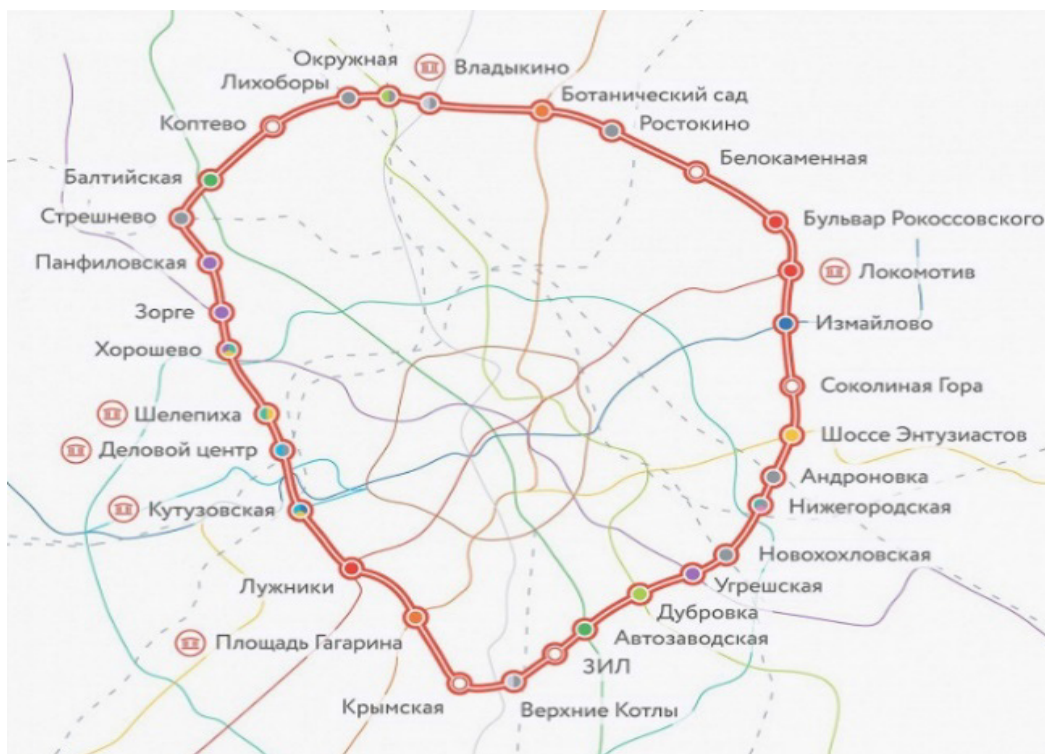 Окружная
Владыкино
Лихоборы
Ботанический сад
Коптево
Ростокино
Белокаменная
Балтийская
Стрешнево
Бульвар Рокоссовского
Панфиловская
Локомотив
Зорге
Измайлово
Хорошево
Соколиная Гора
Шелепиха
Шоссе Энтузиастов
Деловой центр
Андроновка
Кутузовская
Нижегородская
Новохохловская
Лужники
Угрешская
Дубровка
Площадь Гагарина
Автозаводская
ЗИЛ
Крымская
Верхние Котлы